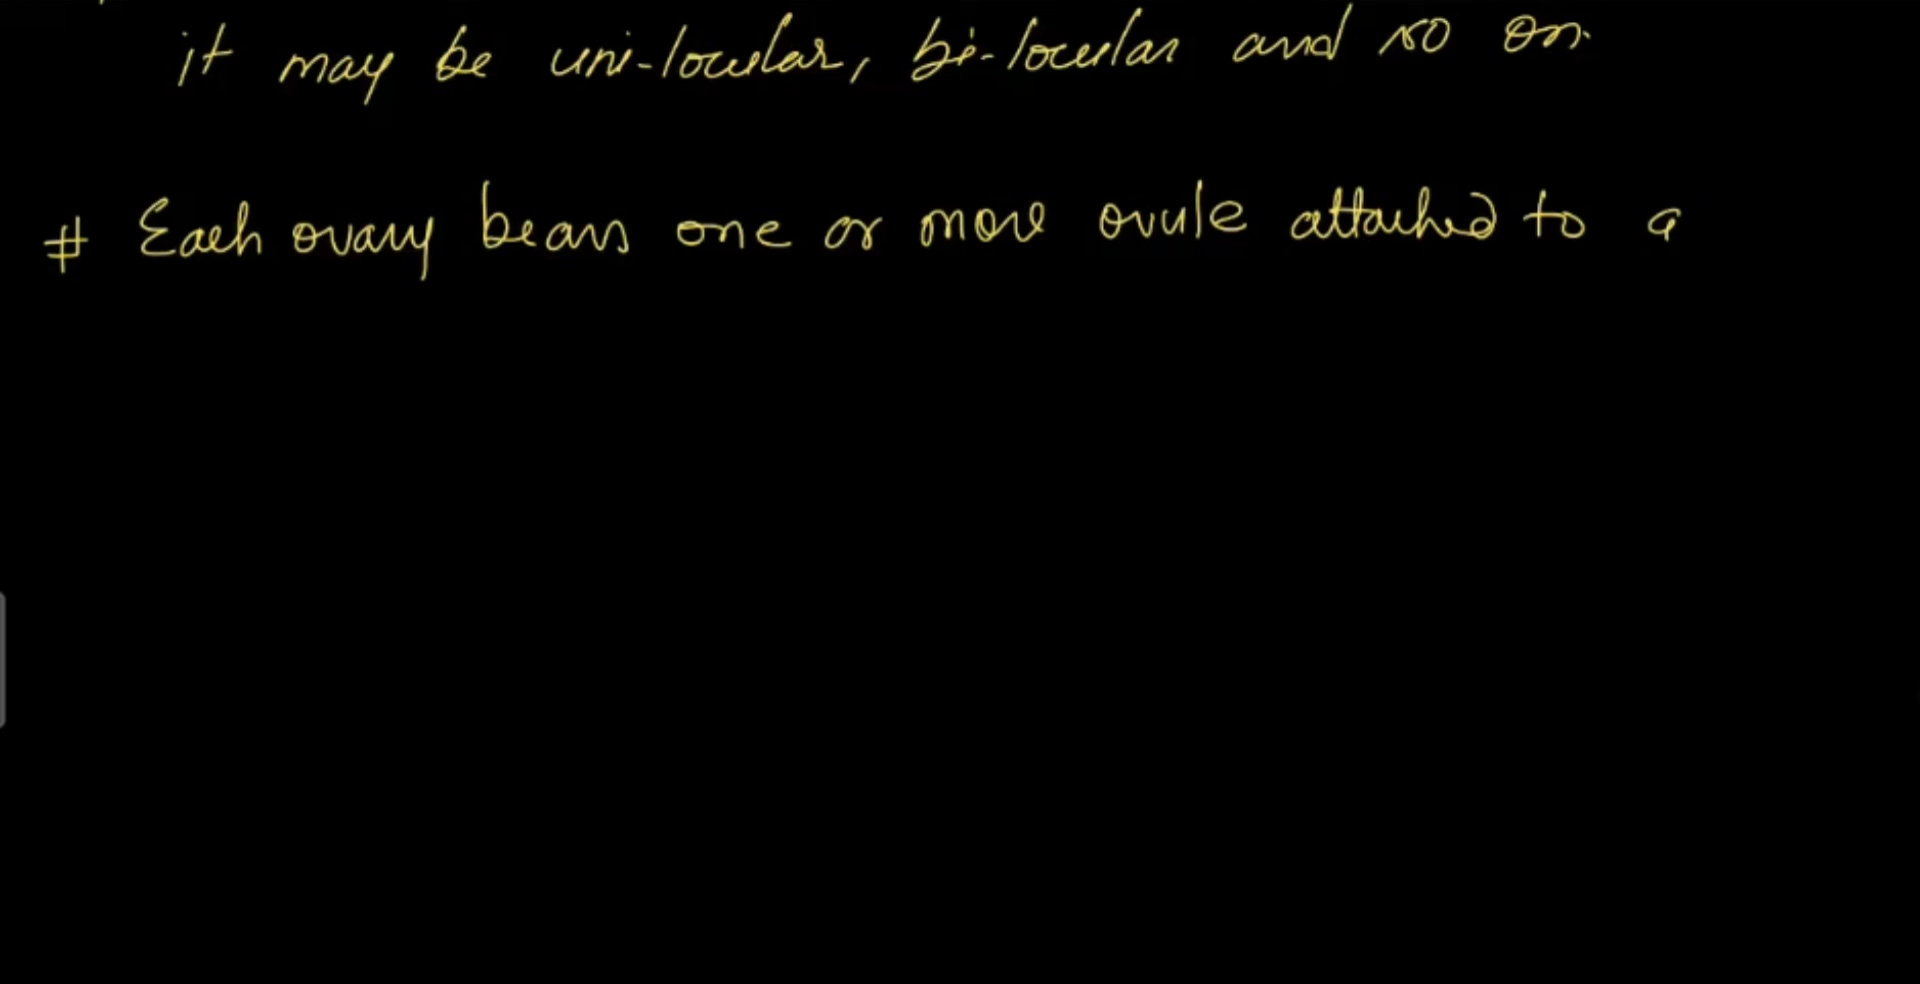 it may be uni-locular, bi-locular and so on.
# Each ovary bears one or more ovule attached to a